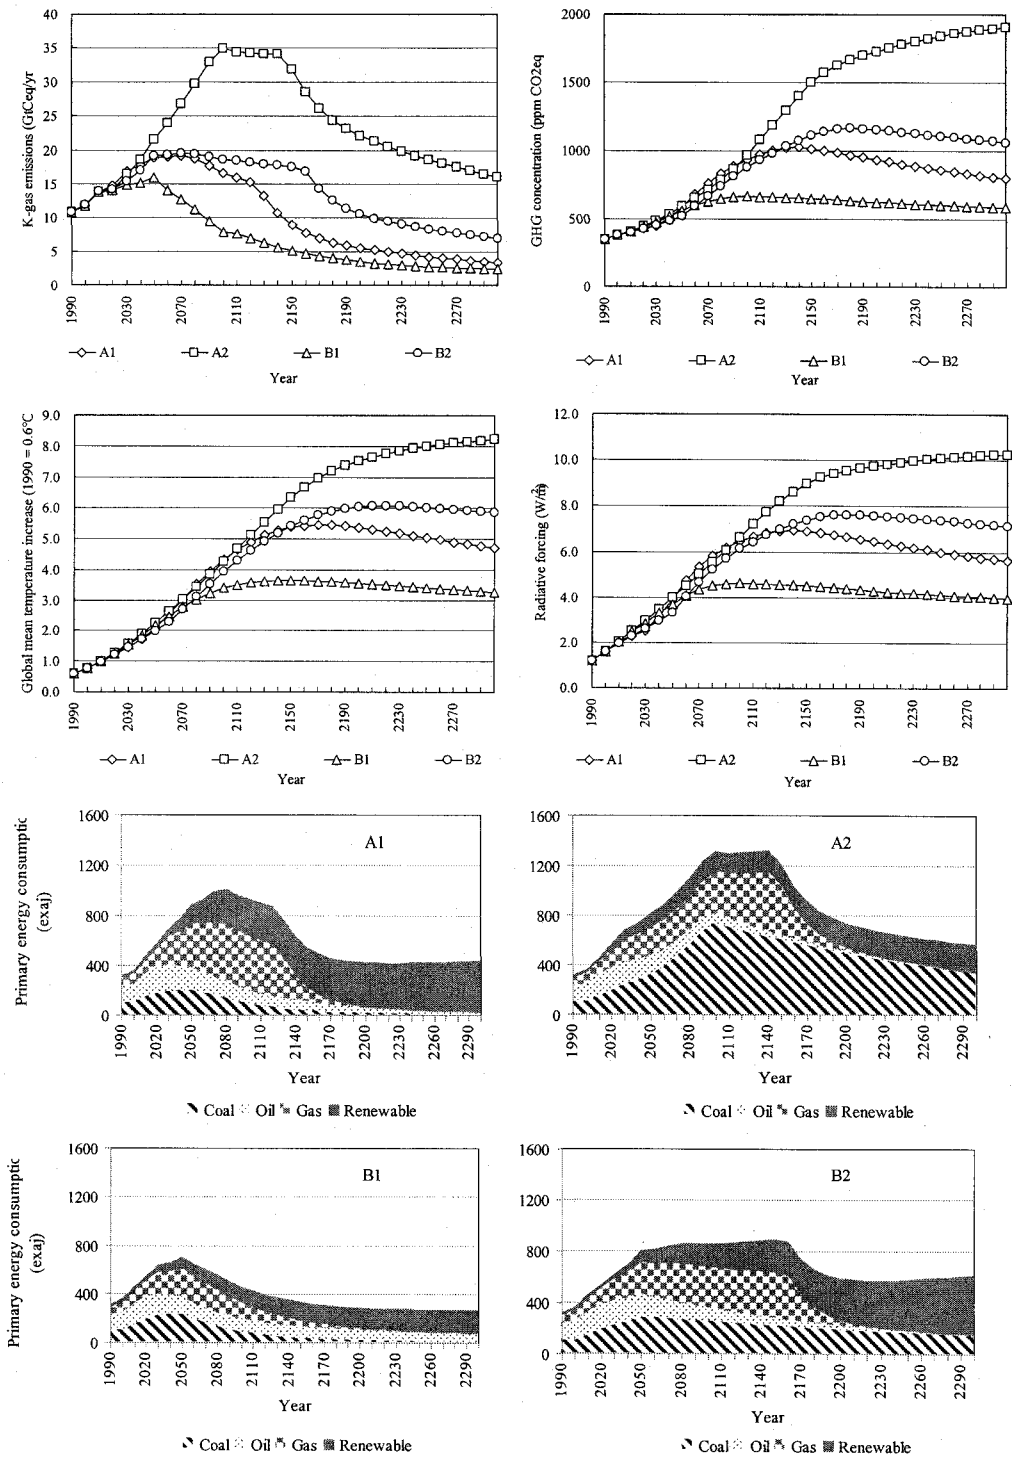 K-gas emissions (GtCeq/yr
40
35
30
25
20
15
10
5
0
1990 2030 2070 2110 2150 2190 2230 2270
A1 A2 B1 B2
Year
GHG concentration (ppm CO2eq
2000
1500
1000
500
0
1990 2030 2070 2110 2150 2190 2230 2270
A1 A2 B1 B2
Year
Global mean temperature increase (1990 = 0.6°C
9.0
8.0
7.0
6.0
5.0
4.0
3.0
2.0
1.0
0.0
1990 2030 2070 2110 2150 2190 2230 2270
A1 A2 B1 B2
Year
Radiative forcing (W/m2)
12.0
10.0
8.0
6.0
4.0
2.0
0.0
1990 2030 2070 2110 2150 2190 2230 2270
A1 A2 B1 B2
Year
Primary energy consumptic
(exaj)
1600
1200
800
400
0
A1
1990 2020 2050 2080 2110 2140 2170 2200 2230 2260 2290
Year
Coal Oil Gas Renewable
1600
1200
800
400
0
A2
1990 2020 2050 2080 2110 2140 2170 2200 2230 2260 2290
Year
Coal Oil Gas Renewable
Primary energy consumptic
(exaj)
1600
1200
800
400
0
B1
1990 2020 2050 2080 2110 2140 2170 2200 2230 2260 2290
Year
Coal Oil Gas Renewable
1600
1200
800
400
0
B2
1990 2020 2050 2080 2110 2140 2170 2200 2230 2260 2290
Year
Coal Oil Gas Renewable